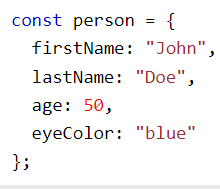 const person = {
  firstName: "John",
  lastName: "Doe",
  age: 50,
  eyeColor: "blue"
};